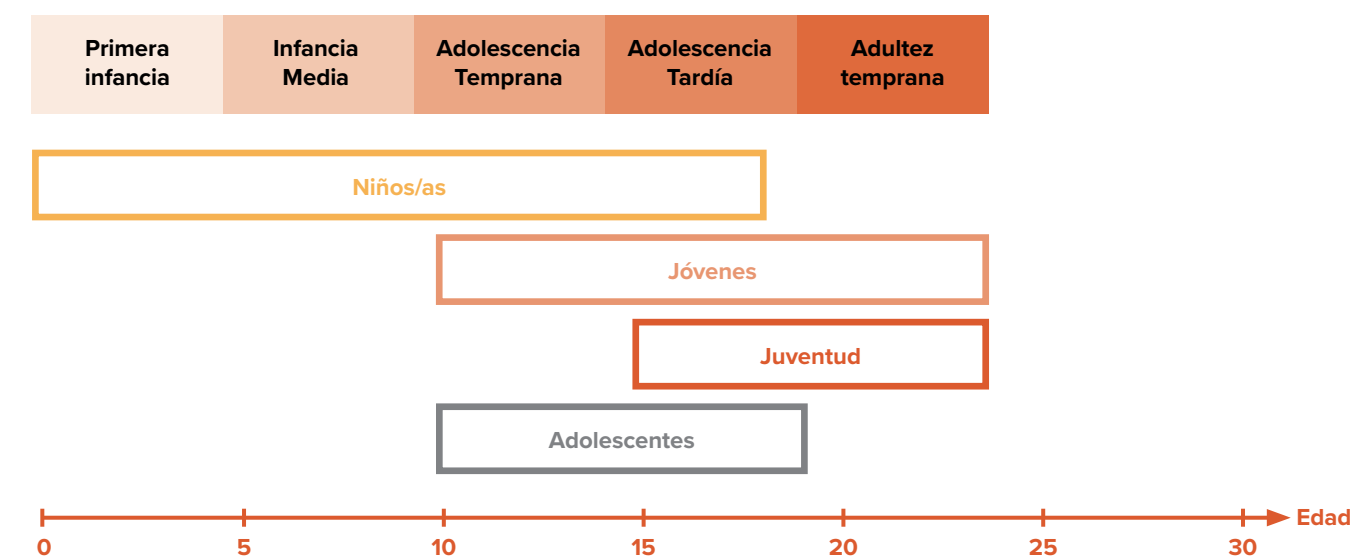 Primera
infancia
Infancia
Media
Adolescencia
Temprana
Adolescencia
Tardía
Adultez
temprana
Niños/as
Jóvenes
Juventud
Adolescentes
Edad
0 5 10 15 20 25 30